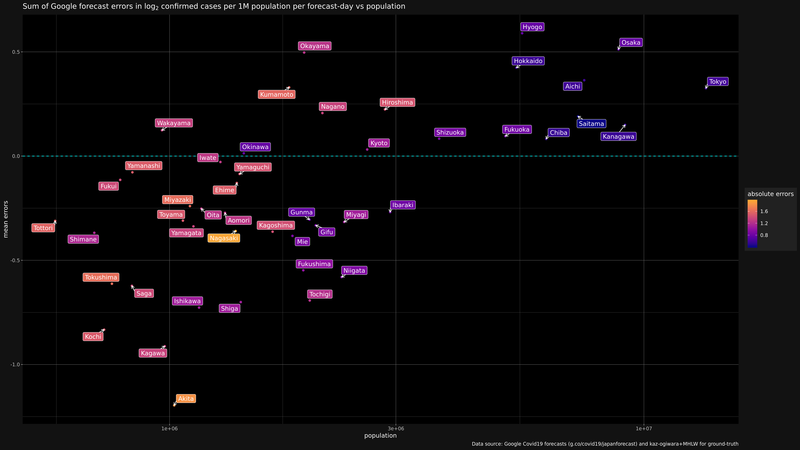 Sum of Google forecast errors in log2 confirmed cases per 1M population per forecast-day vs population
Hyogo
Osaka
Okayama
Hokkaido
Tokyo
Aichi
Kumamoto
Hiroshima
Nagano
Wakayama
Saitama
Shizuoka
Fukuoka
Chiba
Kanagawa
Kyoto
Okinawa
Iwate
Yamanashi
Yamaguchi
Fukui
Ehime
Miyazaki
Ibaraki
Toyama
Oita
Gunma
Miyagi
Aomori
Tottori
Kagoshima
Gifu
Yamagata
Shimane
Nagasaki
Mie
Fukushima
Niigata
Tokushima
Saga
Tochigi
Ishikawa
Shiga
Kochi
Kagawa
Akita
0.5
0.0
-0.5
-1.0
mean errors
1e+06
3e+06
1e+07
population
absolute errors
1.6
1.2
0.8
Data source: Google Covid19 forecasts (g.co/covid19/japanforecast) and kaz-ogiwara+MHLW for ground-truth